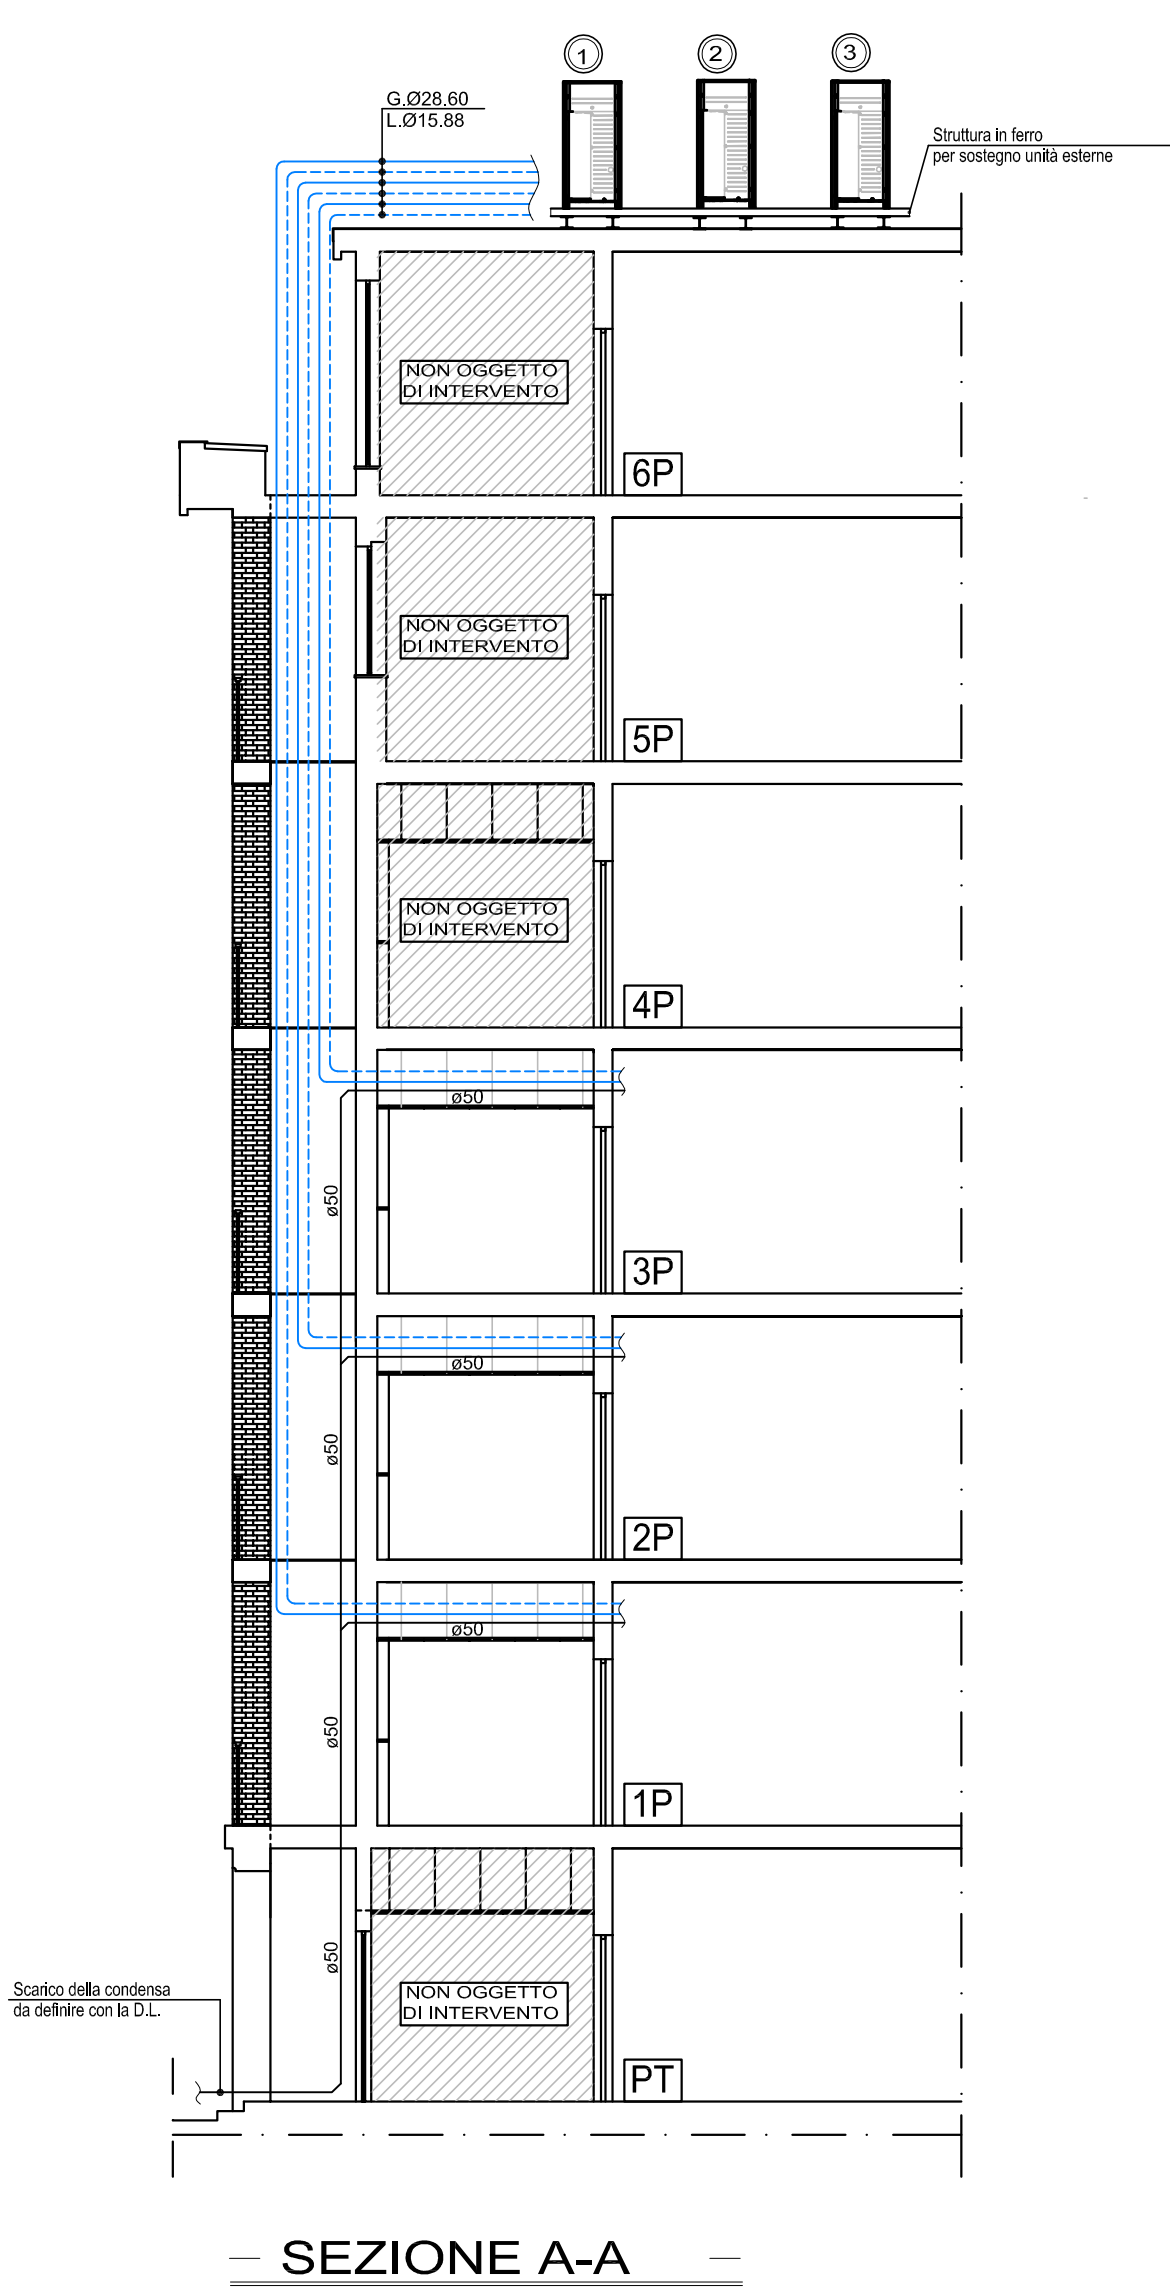 1
2
3
G.Ø28.60
L.Ø15.88
Struttura in ferro
per sostegno unità esterne
NON OGGETTO
DI INTERVENTO
6P
NON OGGETTO
DI INTERVENTO
5P
NON OGGETTO
DI INTERVENTO
4P
ø50
ø50
3P
ø50
ø50
2P
ø50
ø50
1P
ø50
Scarico della condensa
da definire con la D.L.
NON OGGETTO
DI INTERVENTO
PT
SEZIONE A-A